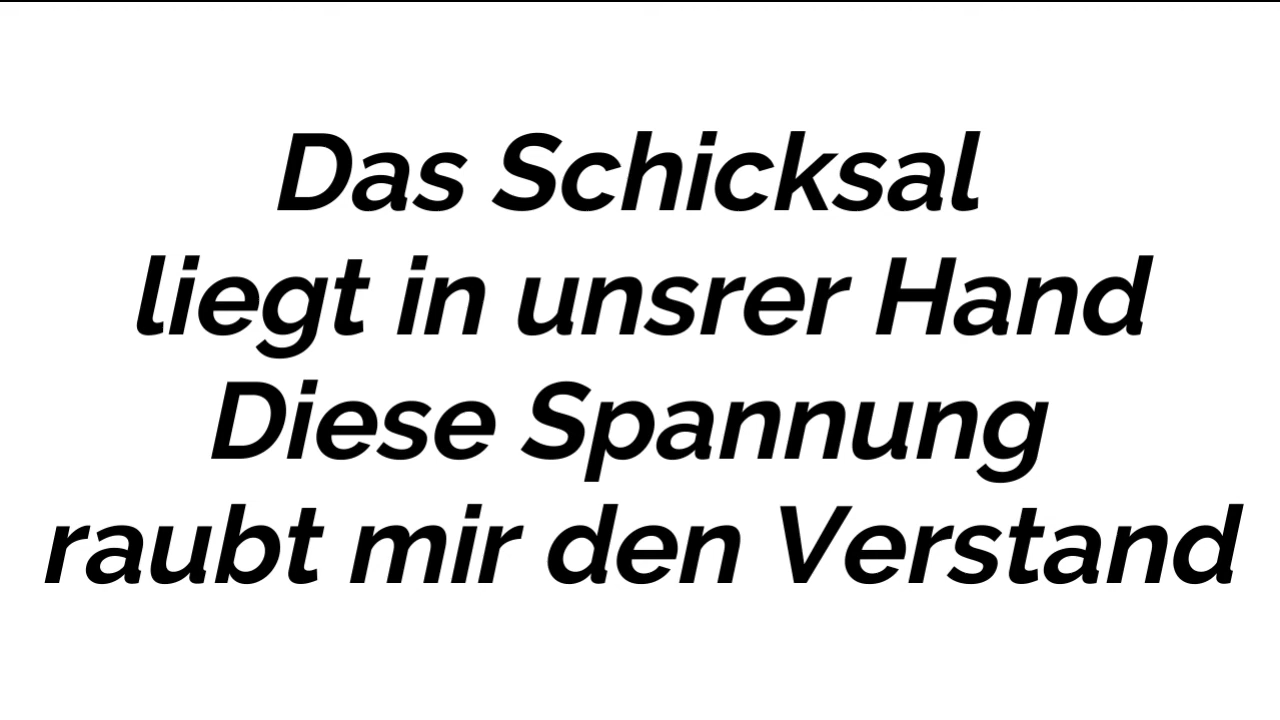 Das Schicksal
liegt in unsrer Hand
Diese Spannung
raubt mir den Verstand